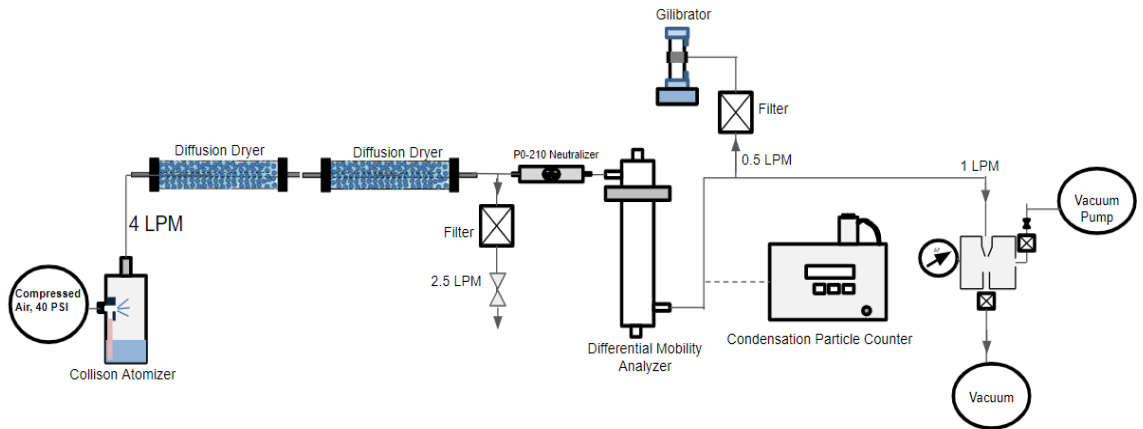 Gilibrator
Filter
Diffusion Dryer
Diffusion Dryer
P0-210 Neutralizer
0.5 LPM
1 LPM
4 LPM
Filter
2.5 LPM
Vacuum
Pump
Compressed
Air, 40 PSI
Collison Atomizer
Differential Mobility
Analyzer
Condensation Particle Counter
Vacuum